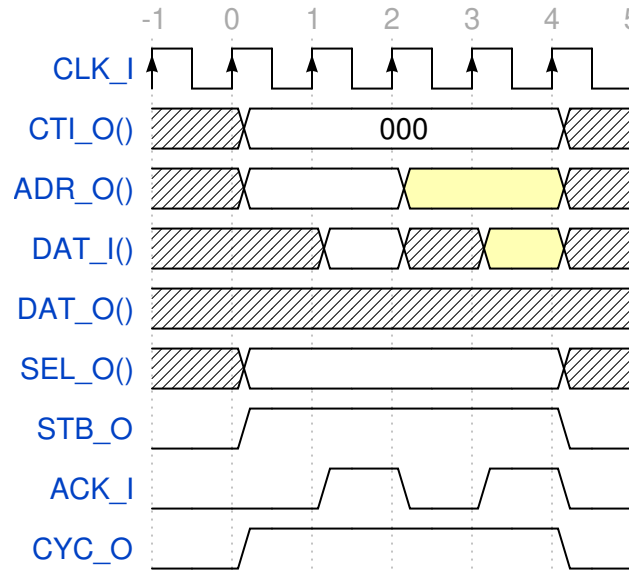 -1 0 1 2 3 4 5
CLK_I
CTI_O() 000
ADR_O()
DAT_I()
DAT_O()
SEL_O()
STB_O
ACK_I
CYC_O